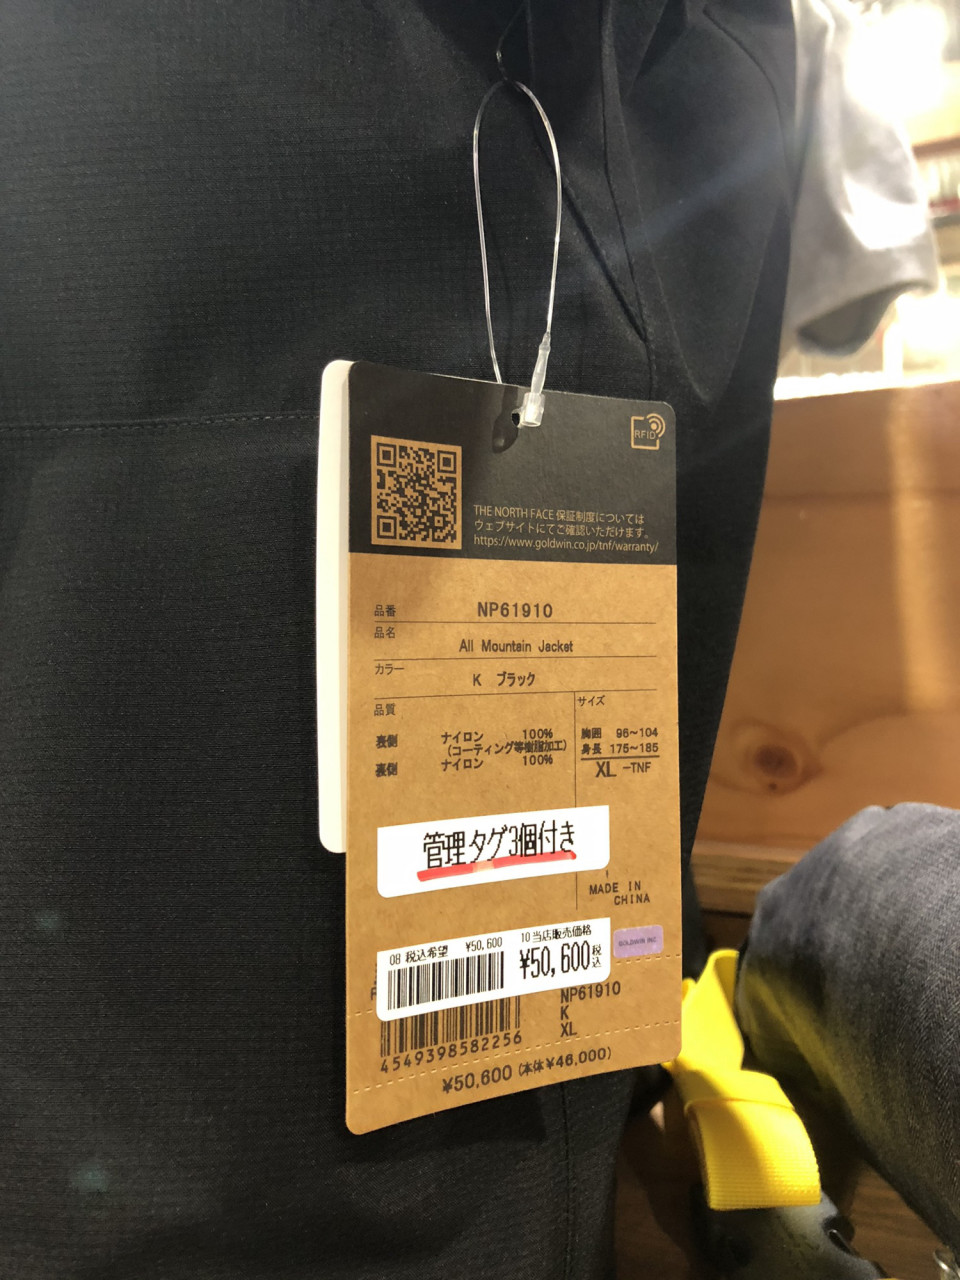 RFID
THE NORTH FACE 保証制度については
ウェブサイトにてご確認いただけます。
https://www.goldwin.co.jp/tnf/warranty/
品番 NP61910
品名
All Mountain Jacket
カラー
K ブラック
品質
サイズ
表側 ナイロン 100%
(コーティング等樹脂加工)
裏側 ナイロン 100%
胸囲 96~104
身長 175~185
XL -TNF
管理タグ3個付き
MADE IN
CHINA
08 税込希望 ¥50,600
10 当店販売価格
¥50,600税込
GOLDWIN INC.
NP61910
K
XL
4549398582256
¥50,600 (本体¥46,000)